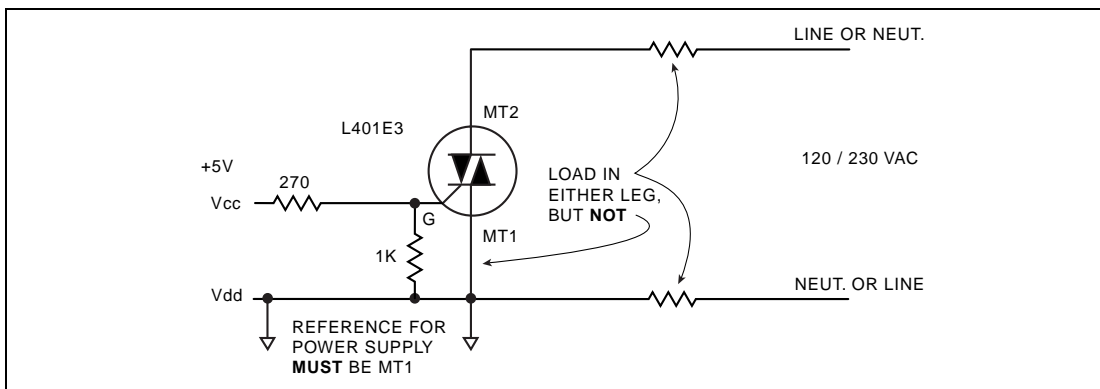 LINE OR NEUT.
MT2
L401E3
+5V
270
Vcc
G
LOAD IN
EITHER LEG,
BUT NOT
120 / 230 VAC
MT1
1K
Vdd
NEUT. OR LINE
REFERENCE FOR
POWER SUPPLY
MUST BE MT1